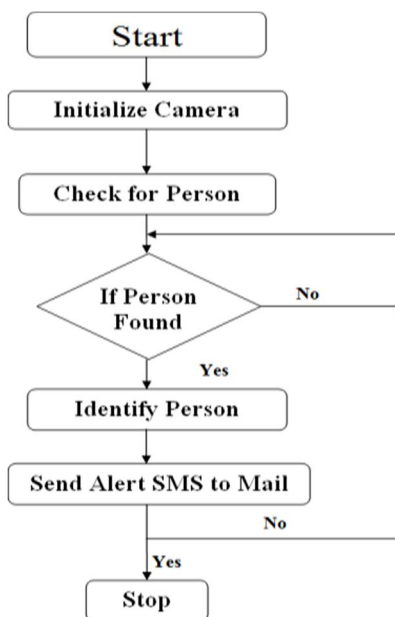 Start
Initialize Camera
Check for Person
If Person
Found
No
Yes
Identify Person
Send Alert SMS to Mail
No
Yes
Stop